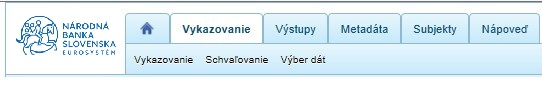 NÁRODNÁ
BANKA
SLOVENSKA
EUROSYSTÉM
Vykazovanie Výstupy Metadáta Subjekty Nápoveď
Vykazovanie Schvaľovanie Výber dát